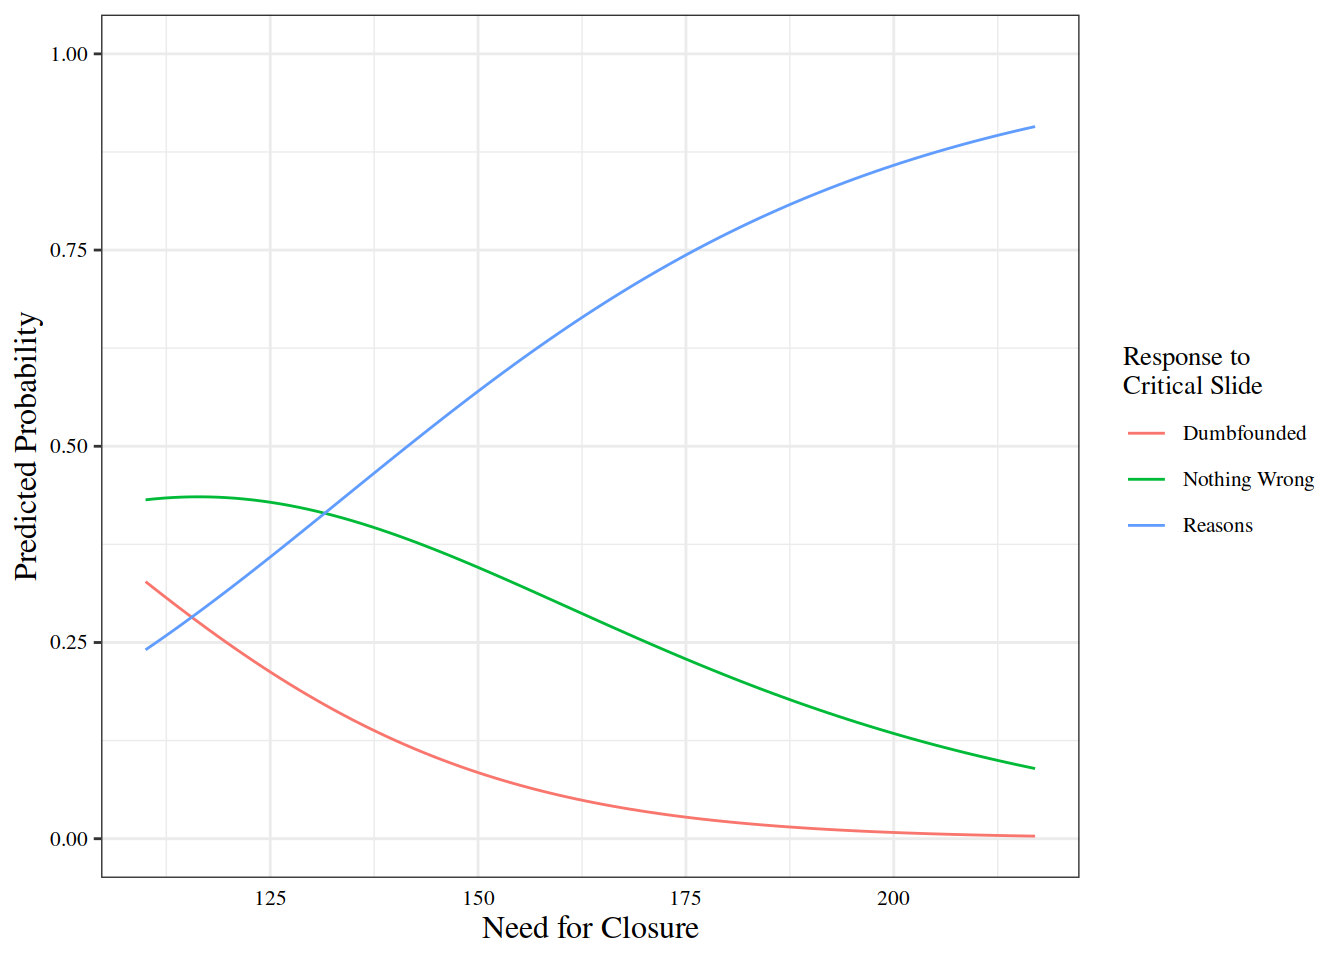 1.00
0.75
0.50
0.25
0.00
Predicted Probability
125 150 175 200
Need for Closure
Response to
Critical Slide
Dumbfounded
Nothing Wrong
Reasons